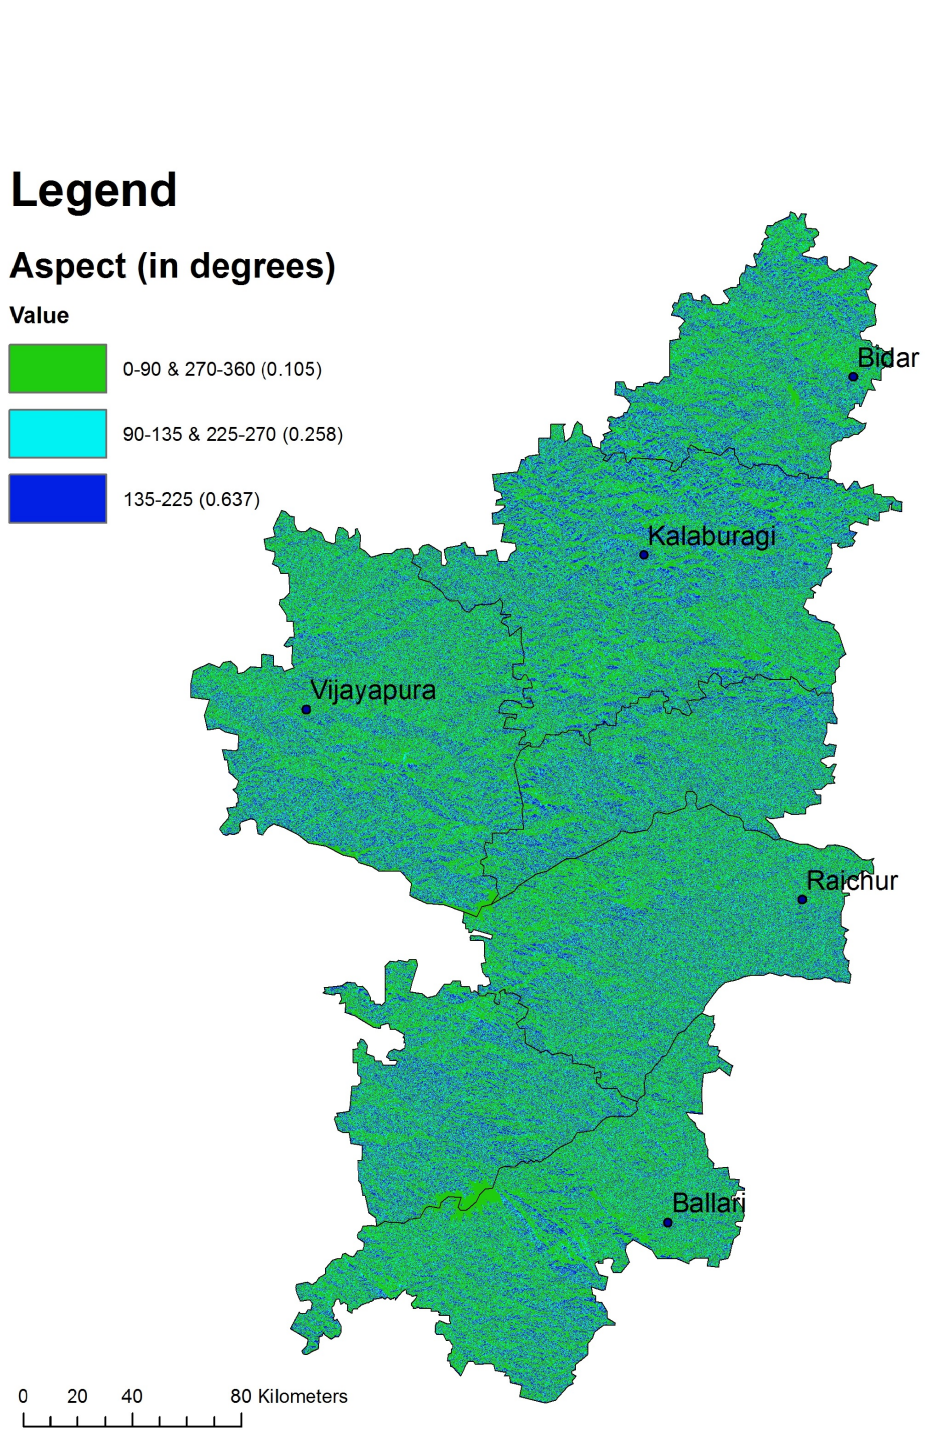 Legend
Aspect (in degrees)
Value
0-90 & 270-360 (0.105)
90-135 & 225-270 (0.258)
135-225 (0.637)
Bidar
Kalaburagi
Vijayapura
Raichur
Ballari
0 20 40 80 Kilometers